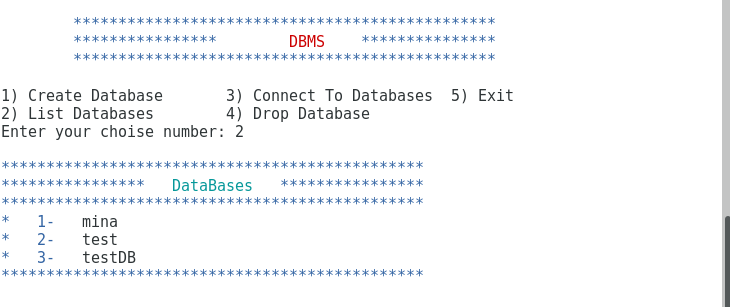 ***********************************************
****************        DBMS    ***************
***********************************************
1) Create Database       3) Connect To Databases  5) Exit
2) List Databases        4) Drop Database
Enter your choise number: 2
***********************************************
****************   DataBases   ****************
***********************************************
*   1-   mina
*   2-   test
*   3-   testDB
***********************************************